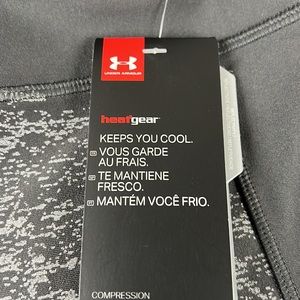 UNDER ARMOUR
heatgear
KEEPS YOU COOL.
VOUS GARDE
AU FRAIS.
TE MANTIENE
FRESCO.
MANTÉM VOCÊ FRIO.
COMPRESSION